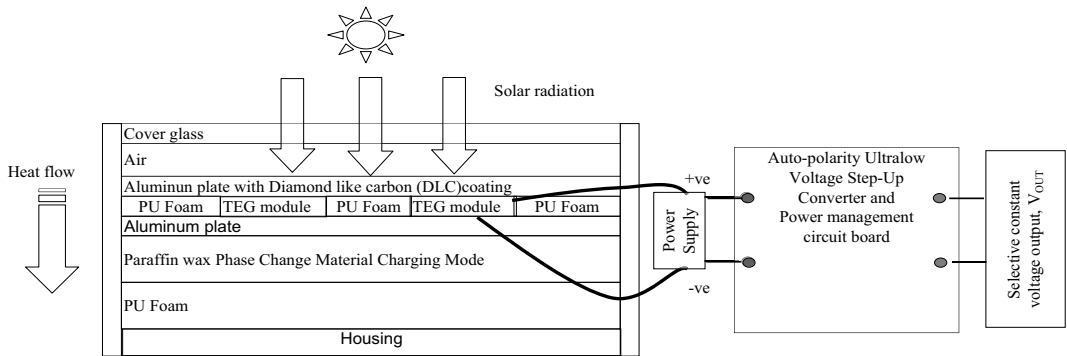 Solar radiation
Cover glass
Air
Heat flow
Aluminun plate with Diamond like carbon (DLC)coating
PU Foam
TEG module
PU Foam
TEG module
PU Foam
Aluminum plate
Paraffin wax Phase Change Material Charging Mode
PU Foam
Housing
+ve
Power
Supply
-ve
Auto-polarity Ultralow
Voltage Step-Up
Converter and
Power management
circuit board
Selective constant
voltage output, VOUT